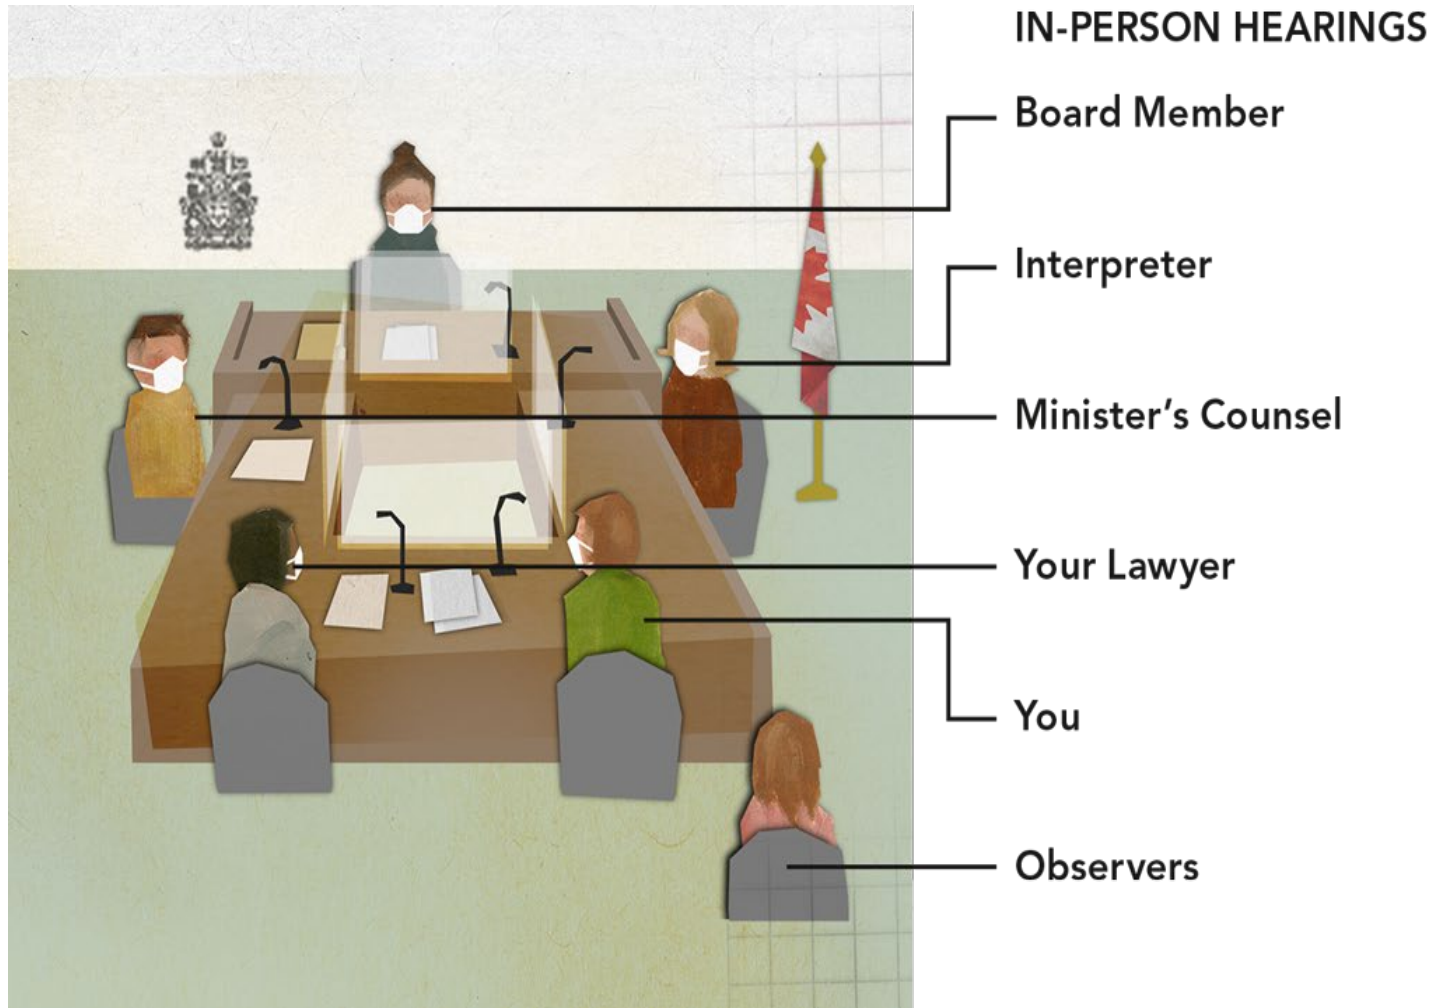 IN-PERSON HEARINGS
Board Member
Interpreter
Minister’s Counsel
Your Lawyer
You
Observers